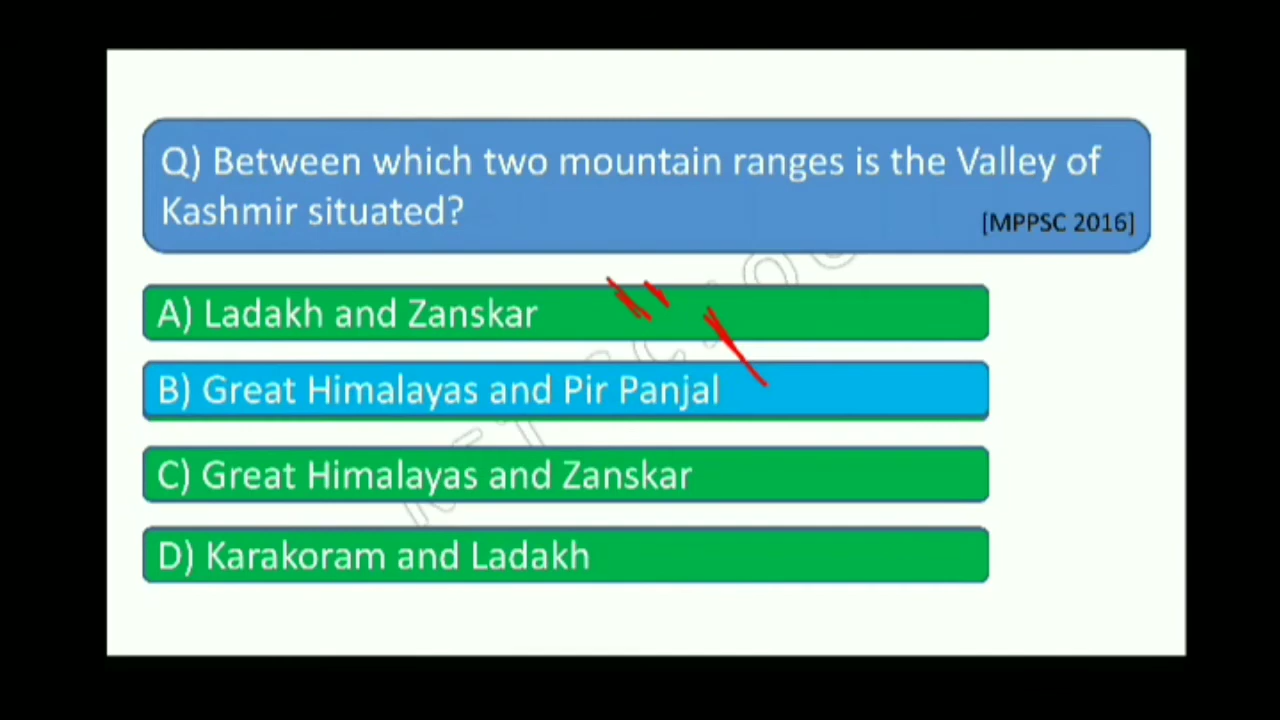 Q) Between which two mountain ranges is the Valley of
Kashmir situated?
[MPPSC 2016]
A) Ladakh and Zanskar
B) Great Himalayas and Pir Panjal
C) Great Himalayas and Zanskar
D) Karakoram and Ladakh